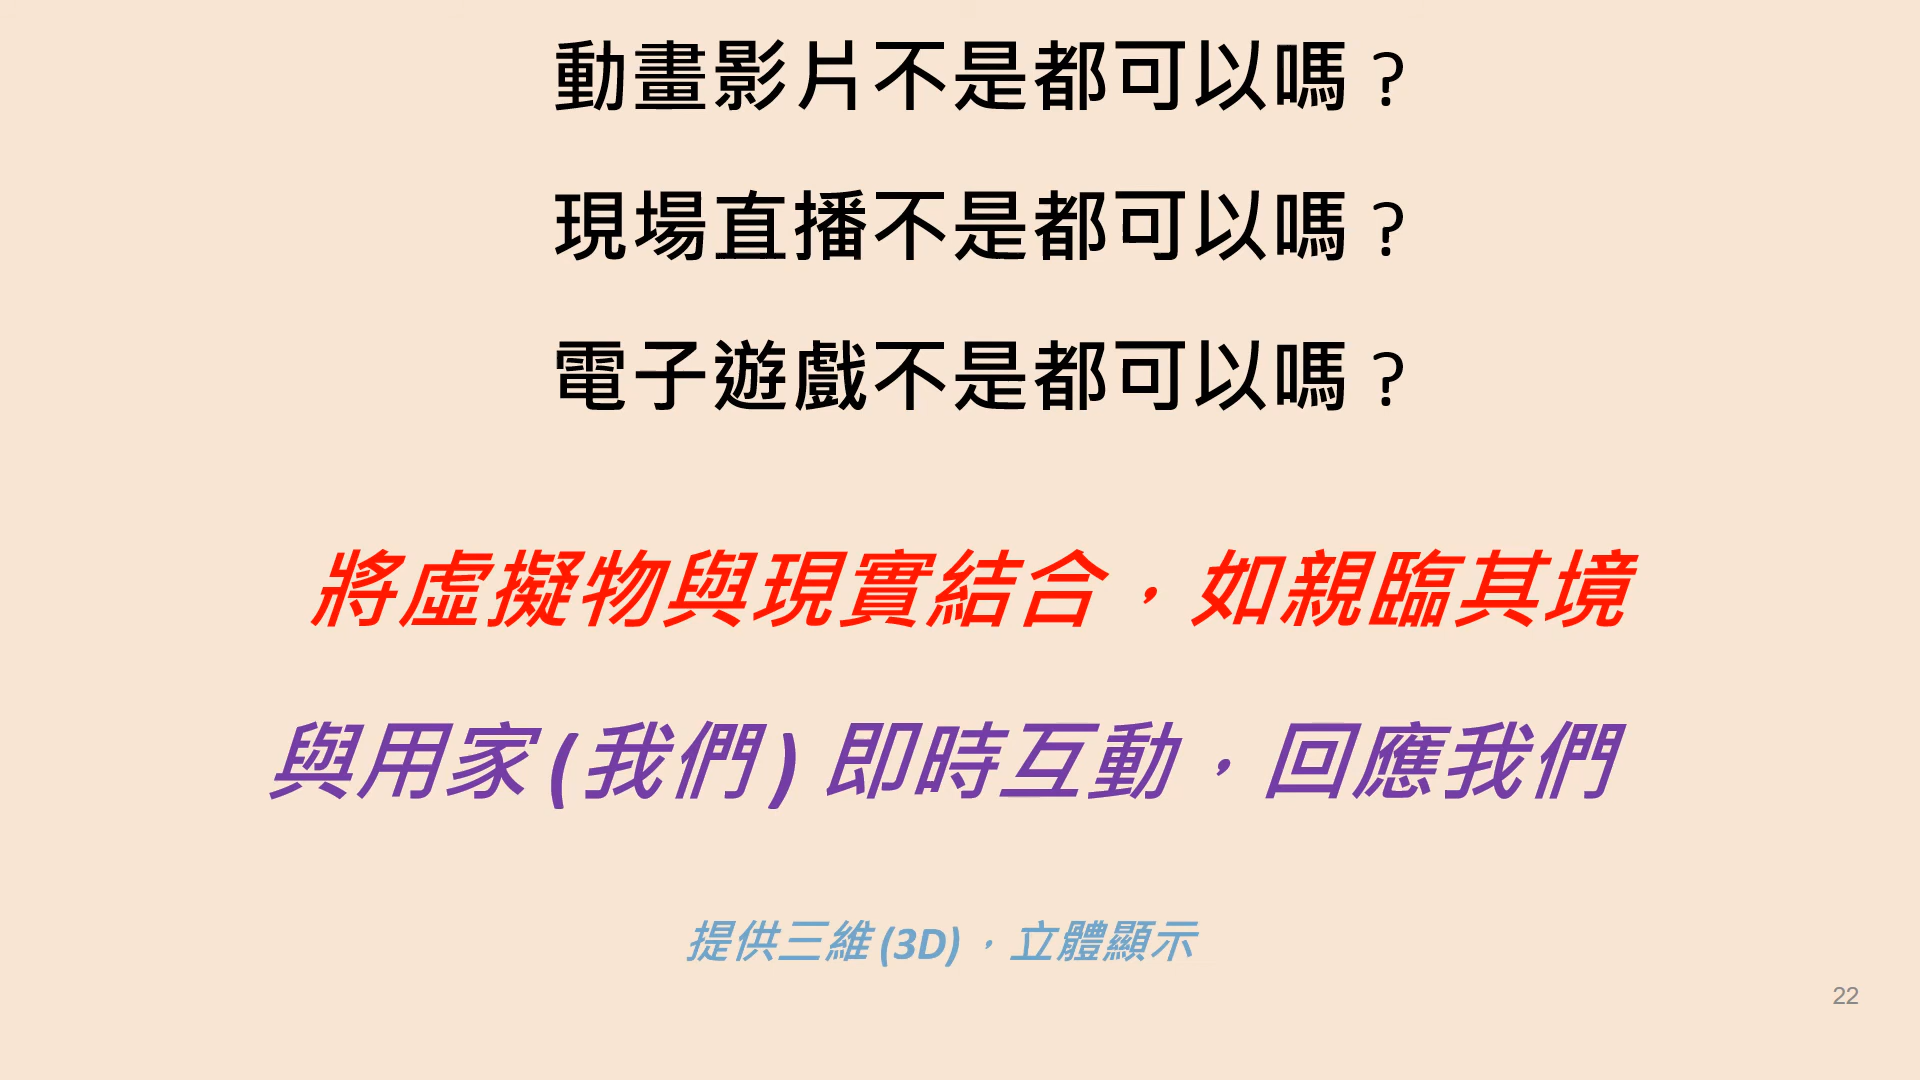 動畫影片不是都可以嗎？
現場直播不是都可以嗎？
電子遊戲不是都可以嗎？
將虛擬物與現實結合，如親臨其境
與用家(我們) 即時互動，回應我們
提供三維(3D)，立體顯示
22